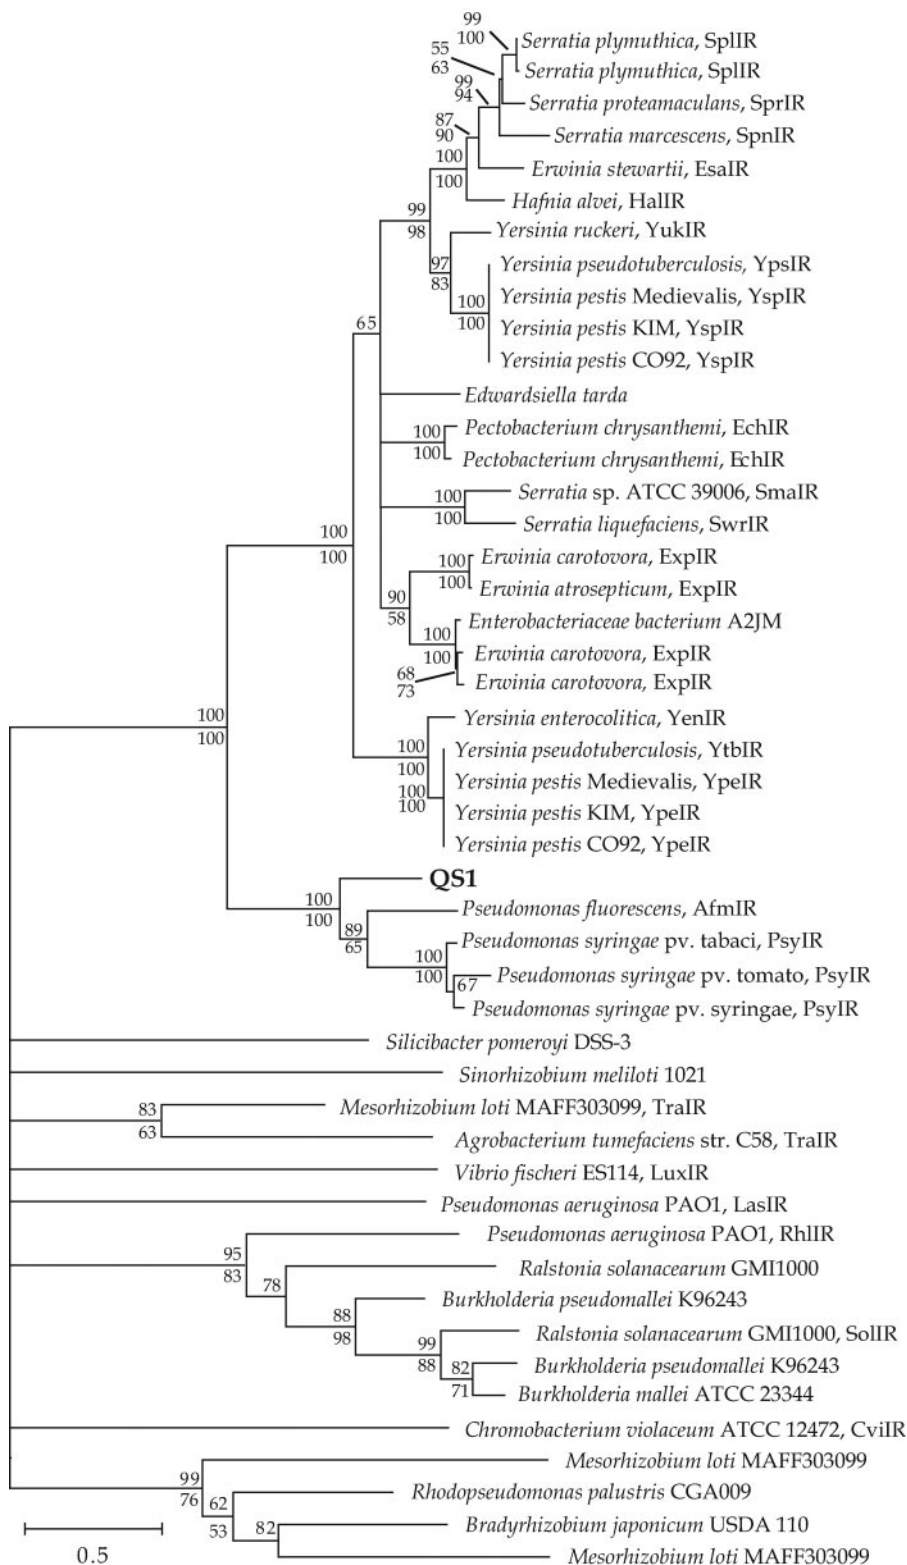 99
100
Serratia plymuthica, SplIR
55
63
Serratia plymuthica, SplIR
99
94
Serratia proteamaculans, SprIR
87
90
Serratia marcescens, SpnIR
100
100
Erwinia stewartii, EsaIR
Hafnia alvei, HalIR
99
98
Yersinia ruckeri, YukIR
97
83
Yersinia pseudotuberculosis, YpsIR
100
100
Yersinia pestis Medievalis, YspIR
65
Yersinia pestis KIM, YspIR
Yersinia pestis CO92, YspIR
Edwardsiella tarda
100
100
Pectobacterium chrysanthemi, EchIR
Pectobacterium chrysanthemi, EchIR
100
100
Serratia sp. ATCC 39006, SmaIR
Serratia liquefaciens, SwrIR
100
100
100
100
Erwinia carotovora, ExpIR
Erwinia atrosepticum, ExpIR
90
58
Enterobacteriaceae bacterium A2JM
100
100
Erwinia carotovora, ExpIR
68
73
Erwinia carotovora, ExpIR
100
100
Yersinia enterocolitica, YenIR
100
100
Yersinia pseudotuberculosis, YtbIR
100
100
Yersinia pestis Medievalis, YpeIR
Yersinia pestis KIM, YpeIR
Yersinia pestis CO92, YpeIR
QS1
100
100
Pseudomonas fluorescens, AfmIR
89
65
Pseudomonas syringae pv. tabaci, PsyIR
100
100
67
Pseudomonas syringae pv. tomato, PsyIR
Pseudomonas syringae pv. syringae, PsyIR
Silicibacter pomeroyi DSS-3
Sinorhizobium meliloti 1021
83
63
Mesorhizobium loti MAFF303099, TraIR
Agrobacterium tumefaciens str. C58, TraIR
Vibrio fischeri ES114, LuxIR
Pseudomonas aeruginosa PAO1, LasIR
Pseudomonas aeruginosa PAO1, RhlIR
95
83
Ralstonia solanacearum GMI1000
78
Burkholderia pseudomallei K96243
88
98
Ralstonia solanacearum GMI1000, SolIR
99
88
Burkholderia pseudomallei K96243
82
71
Burkholderia mallei ATCC 23344
Chromobacterium violaceum ATCC 12472, CviIR
Mesorhizobium loti MAFF303099
99
76
Rhodopseudomonas palustris CGA009
62
53
Bradyrhizobium japonicum USDA 110
82
Mesorhizobium loti MAFF303099
0.5